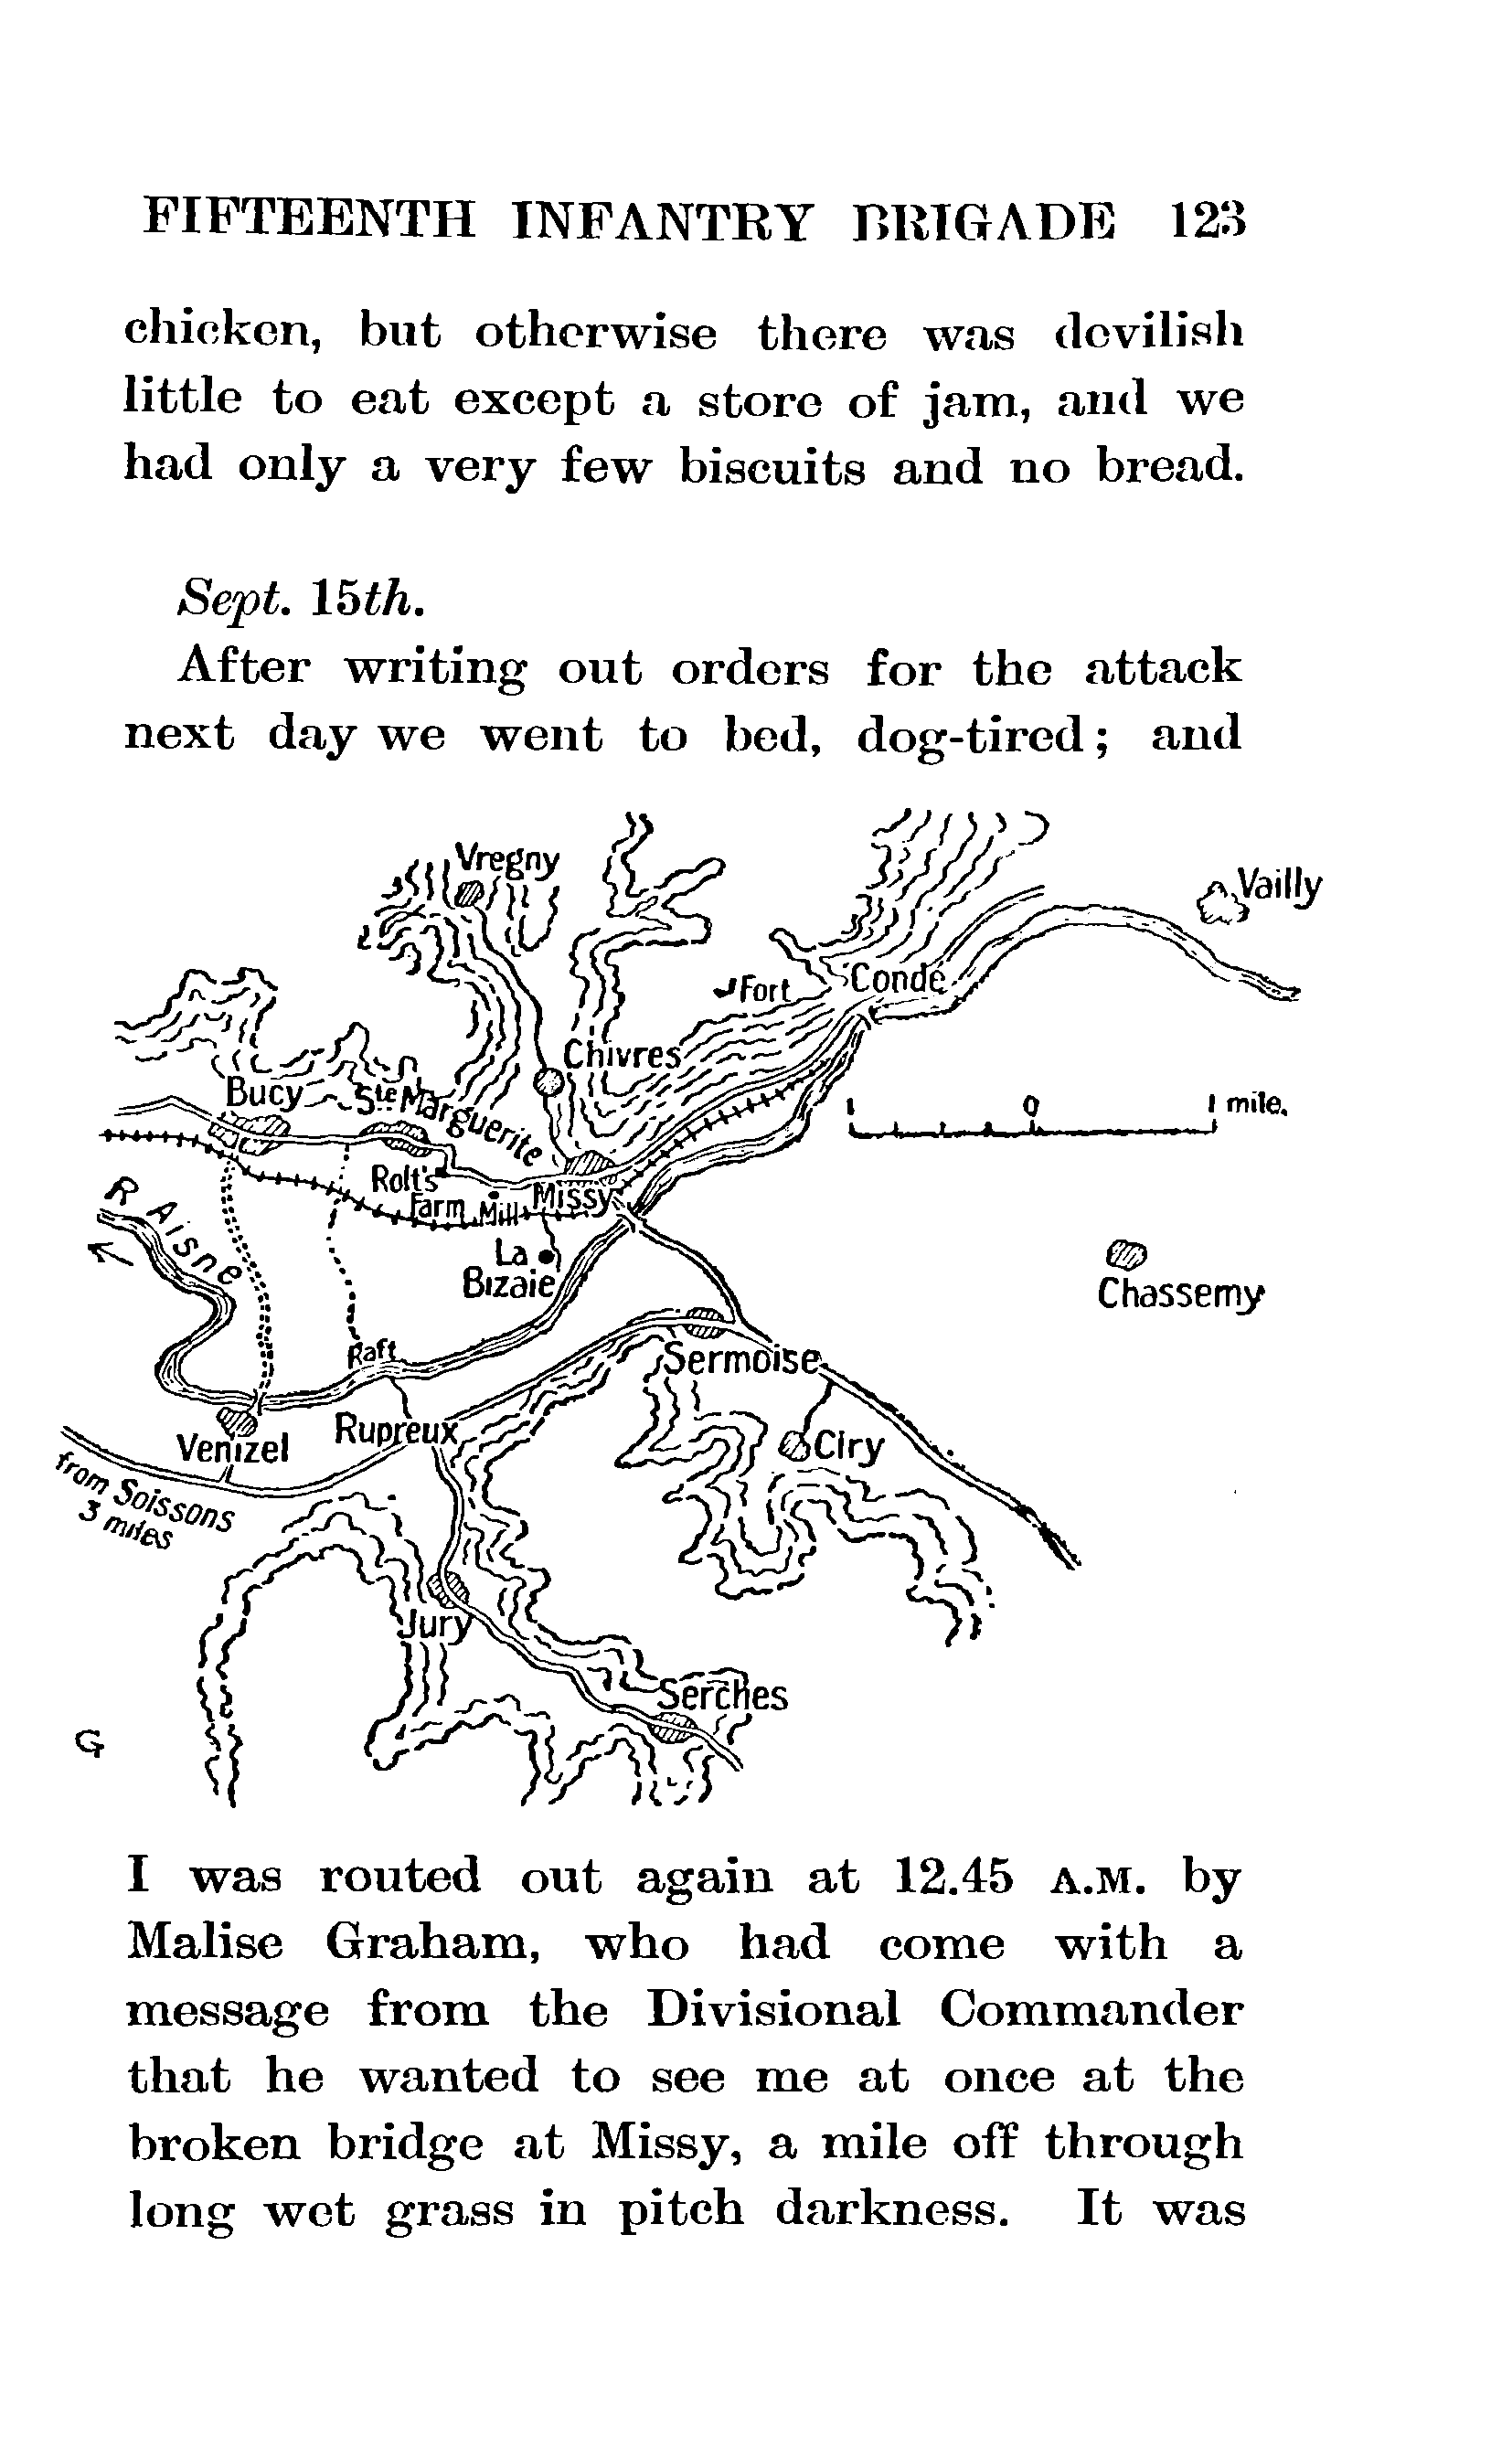 FIFTEENTH INFANTRY BRIGADE 123
chicken, but otherwise there was devilish
little to eat except a store of jam, and we
had only a very few biscuits and no bread.
Sept. 15th.
After writing out orders for the attack
next day we went to bed, dog-tired; and
Vregny
Vailly
Fort
Condé
Chivres
Bucy
Ste Marguerite
1 0 1 mile.
Rolt's
Farm
Mill
Missy
R Aisne
La
Bizaie
Chassemy
Raft
Sermoise
Rupreux
Venizel
Ciry
from Soissons
3 miles
Jury
Serches
G
I was routed out again at 12.45 A.M. by
Malise Graham, who had come with a
message from the Divisional Commander
that he wanted to see me at once at the
broken bridge at Missy, a mile off through
long wet grass in pitch darkness. It was